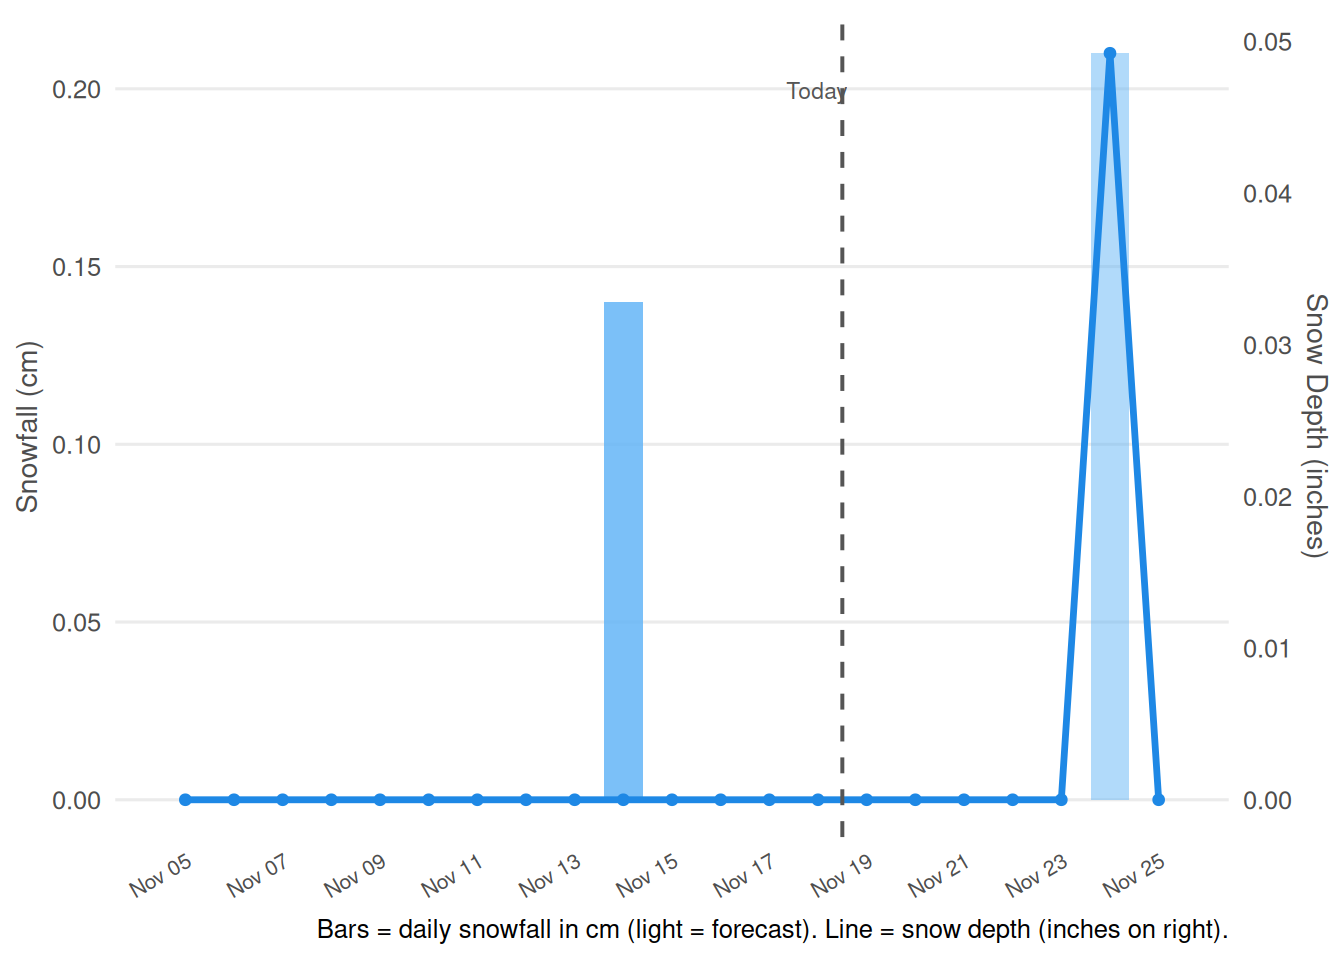 0.05
0.20
Today
0.04
0.15
0.03
Snowfall (cm)
Snow Depth (inches)
0.10
0.02
0.05
0.01
0.00
0.00
Nov 05
Nov 07
Nov 09
Nov 11
Nov 13
Nov 15
Nov 17
Nov 19
Nov 21
Nov 23
Nov 25
Bars = daily snowfall in cm (light = forecast). Line = snow depth (inches on right).